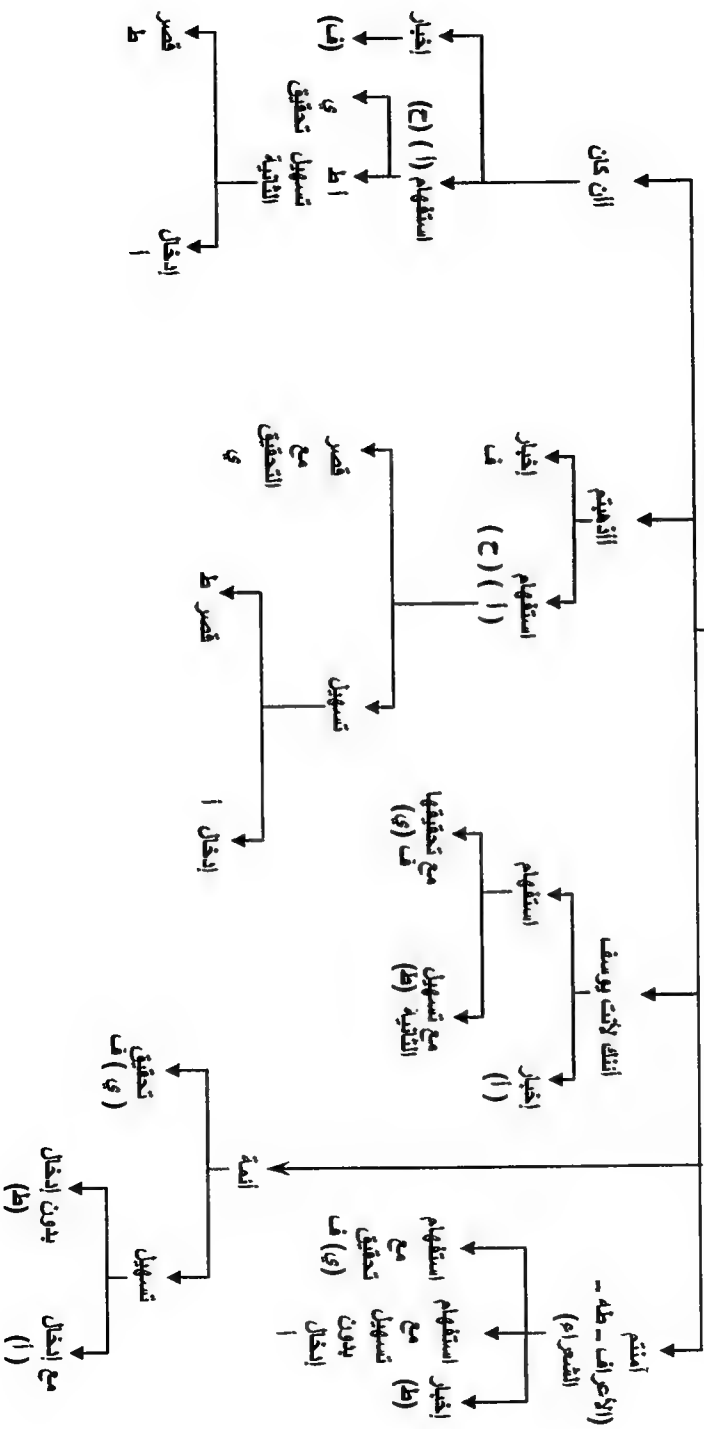 آمنتم
(الأعراف – طه –
الشعراء)
إخبار
(ط)
استفهام
مع
تسهيل
بدون
إدخال
أ
استفهام
مع
تحقيق
(ي) ف
أئمة
تسهيل
مع إدخال
(أ)
بدون إدخال
(ط)
تحقيق
(ي) ف
أئنك لأنت يوسف
إخبار
(أ)
استفهام
مع تسهيل
الثانية (ط)
مع تحقيقها
ف (ي)
أاذهبتم
استفهام
(أ) (ح)
إخبار
ف
تسهيل
إدخال أ
قصر ط
قصر
مع
التحقيق
ي
أأن كان
استفهام (أ) (ح)
إخبار
(ف)
أ ط
تسهيل
الثانية
ي
تحقيق
إدخال
أ
قصر
ط